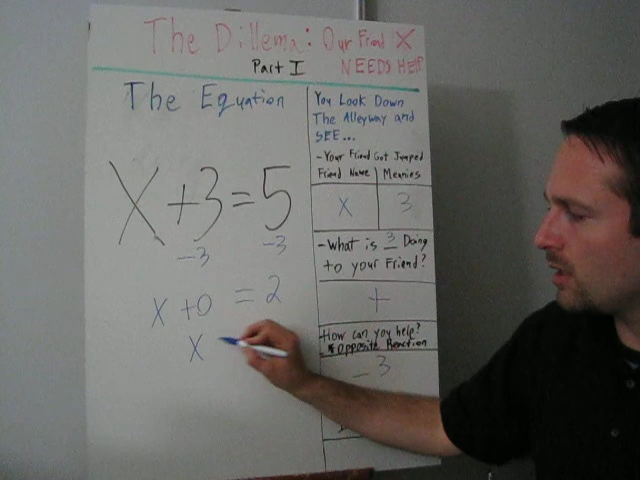 The Dillema: Our Friend X
Part I NEEDS HELP
The Equation
X + 3 = 5
-3 -3
x + 0 = 2
x
You Look Down
The Alleyway and
SEE...
- Your Friend Got Jumped
Friend Name Meanies
X 3
- What is 3 Doing
to your Friend?
+
How can you help?
* Opposite Reaction
-3